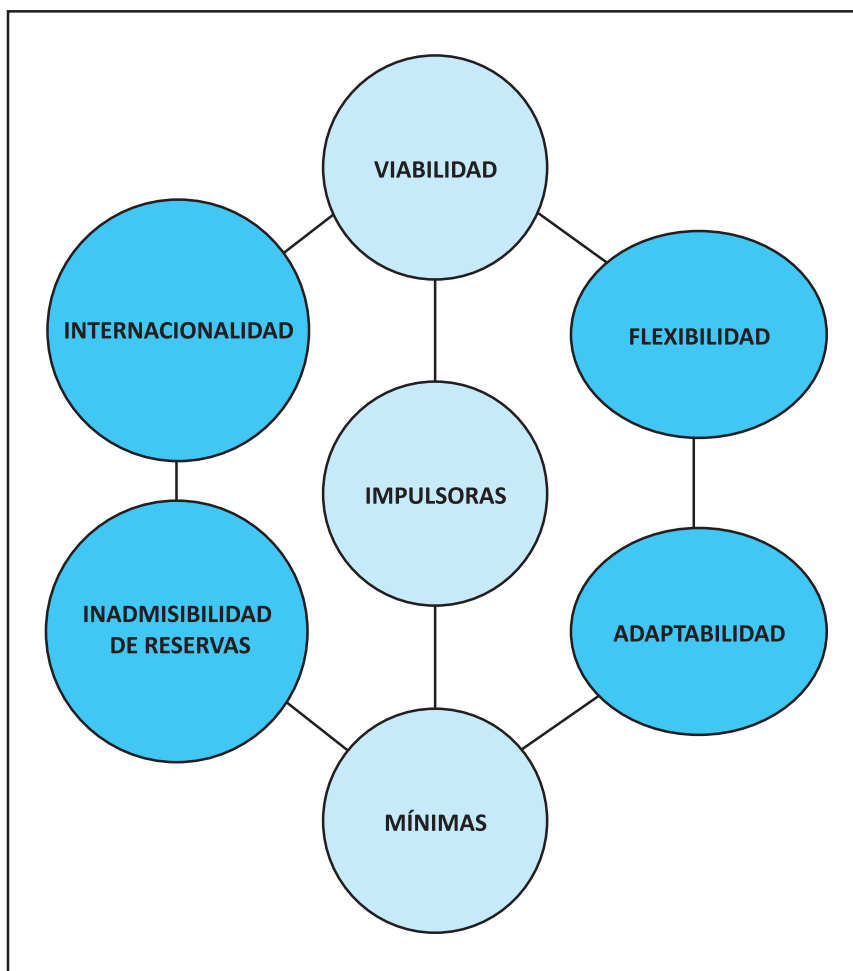 VIABILIDAD
INTERNACIONALIDAD
FLEXIBILIDAD
IMPULSORAS
INADMISIBILIDAD
DE RESERVAS
ADAPTABILIDAD
MÍNIMAS